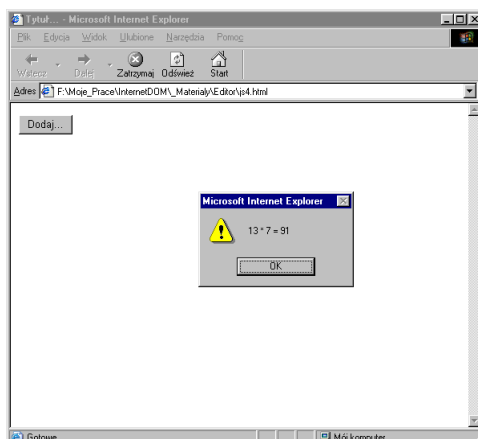 Tytuł... - Microsoft Internet Explorer
Plik Edycja Widok Ulubione Narzędzia Pomoc
Wstecz Dalej Zatrzymaj Odśwież Start
Adres F:\Moje_Prace\InternetDOM\_Materialy\Editor\js4.html
Dodaj...
Microsoft Internet Explorer
13 * 7 = 91
OK
Gotowe Mój komputer